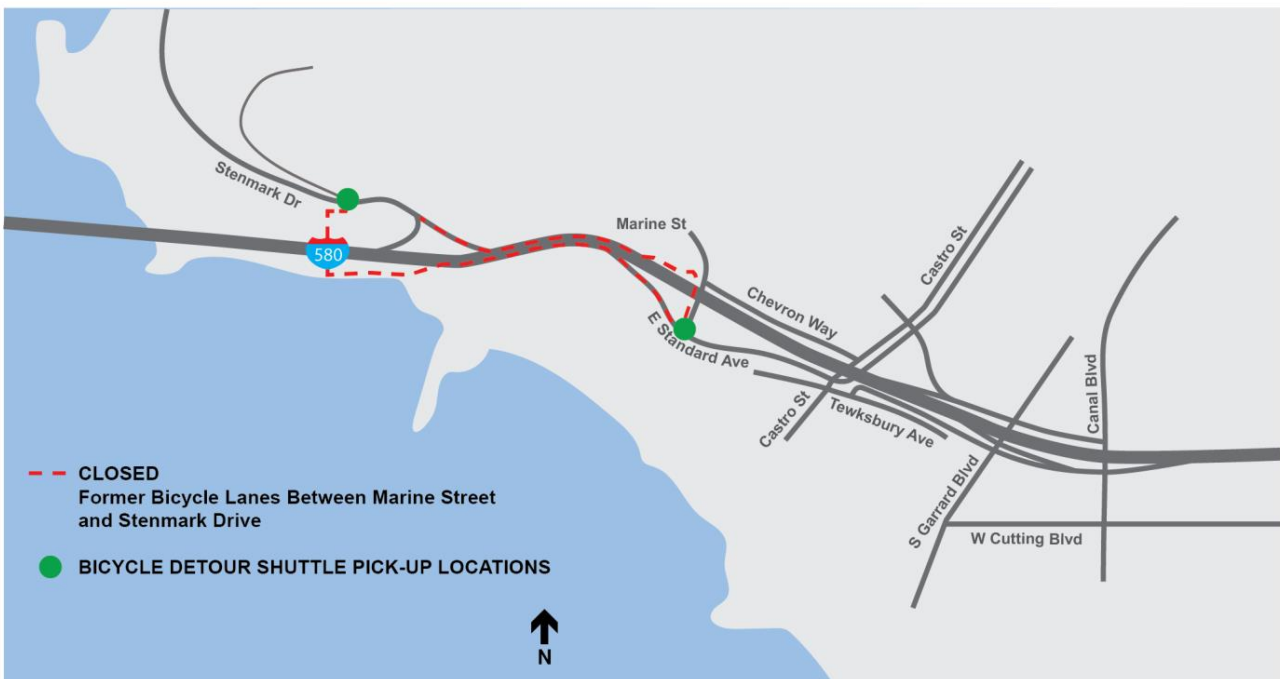 Stenmark Dr
580
Marine St
Castro St
Chevron Way
E Standard Ave
Castro St
Tewksbury Ave
Canal Blvd
S Garrard Blvd
W Cutting Blvd
CLOSED
Former Bicycle Lanes Between Marine Street
and Stenmark Drive
BICYCLE DETOUR SHUTTLE PICK-UP LOCATIONS
N